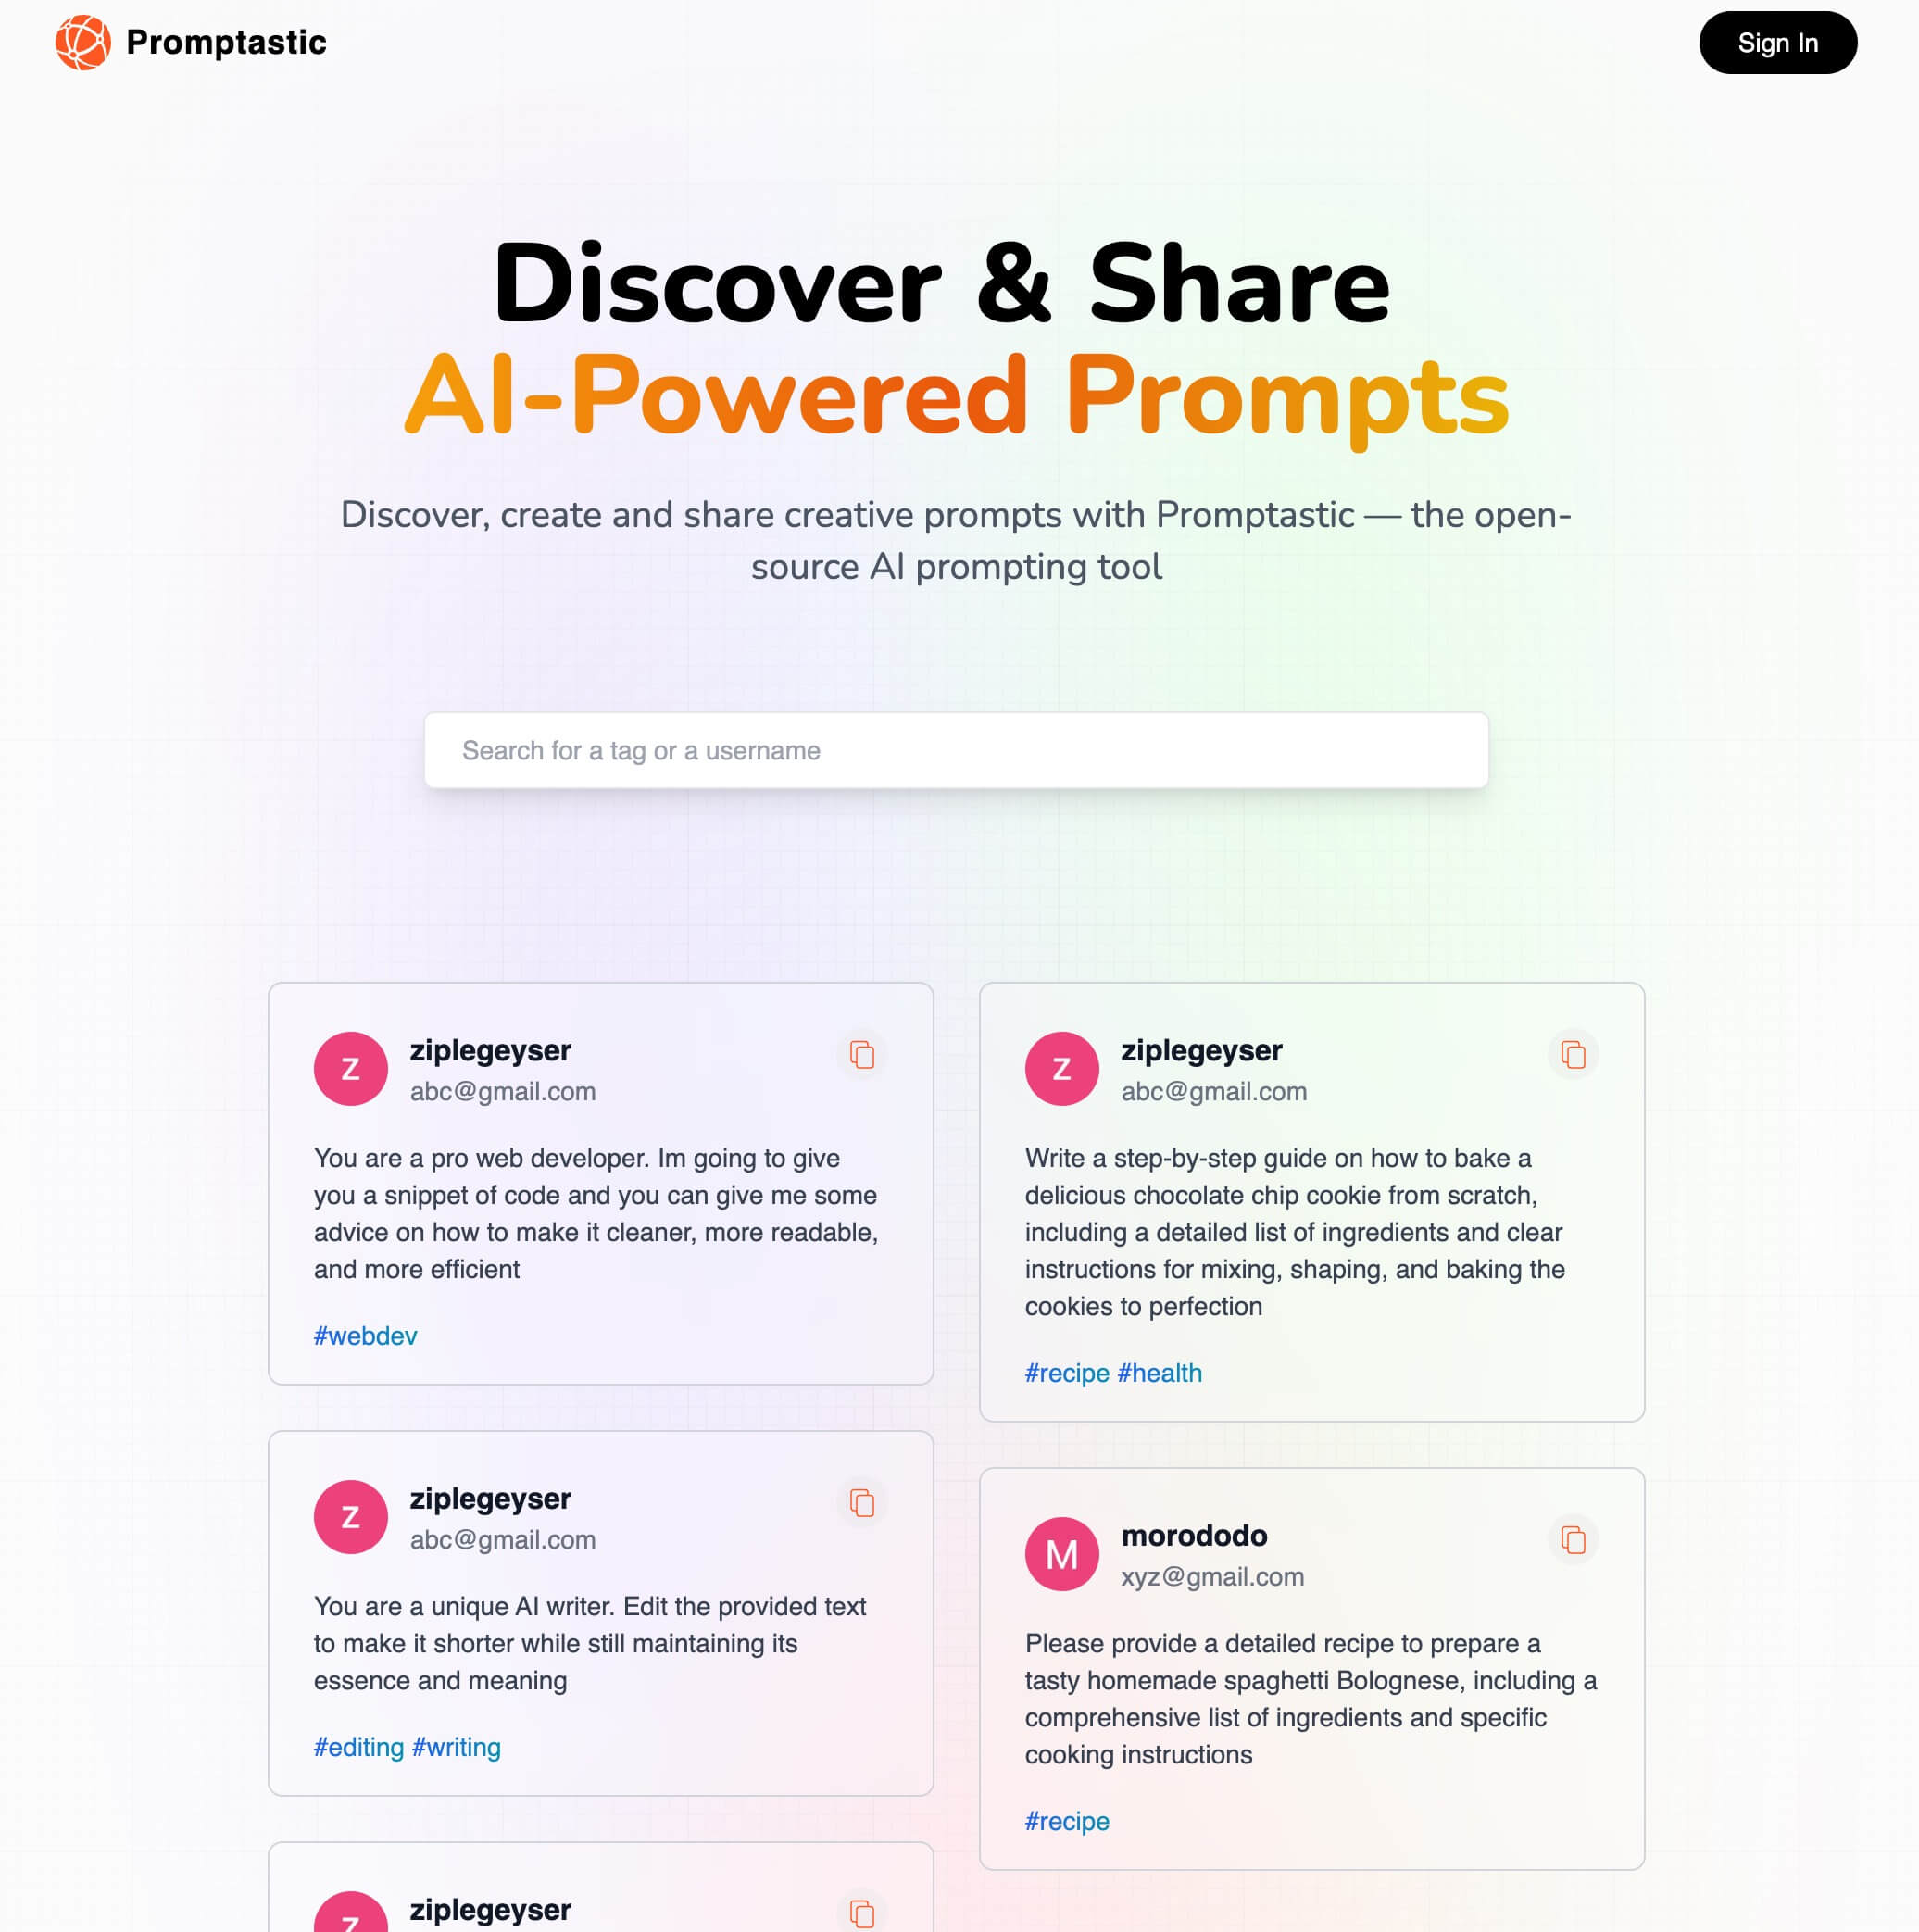 Promptastic
Sign In
Discover & Share
AI-Powered Prompts
Discover, create and share creative prompts with Promptastic — the open-
source AI prompting tool
Search for a tag or a username
Z
ziplegeyser
abc@gmail.com
You are a pro web developer. Im going to give
you a snippet of code and you can give me some
advice on how to make it cleaner, more readable,
and more efficient
#webdev
Z
ziplegeyser
abc@gmail.com
You are a unique AI writer. Edit the provided text
to make it shorter while still maintaining its
essence and meaning
#editing #writing
Z
ziplegeyser
Z
ziplegeyser
abc@gmail.com
Write a step-by-step guide on how to bake a
delicious chocolate chip cookie from scratch,
including a detailed list of ingredients and clear
instructions for mixing, shaping, and baking the
cookies to perfection
#recipe #health
M
morododo
xyz@gmail.com
Please provide a detailed recipe to prepare a
tasty homemade spaghetti Bolognese, including a
comprehensive list of ingredients and specific
cooking instructions
#recipe